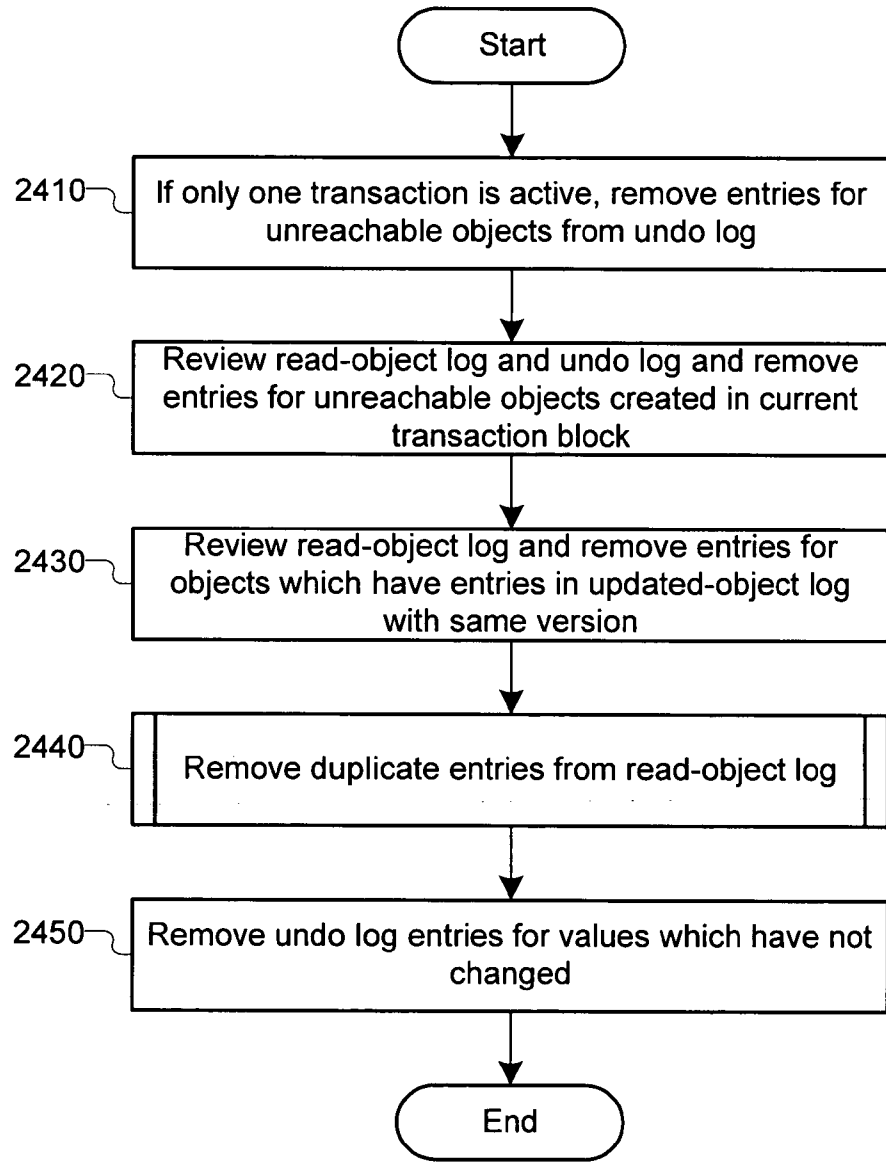 Start
2410
If only one transaction is active, remove entries for
unreachable objects from undo log
2420
Review read-object log and undo log and remove
entries for unreachable objects created in current
transaction block
2430
Review read-object log and remove entries for
objects which have entries in updated-object log
with same version
2440
Remove duplicate entries from read-object log
2450
Remove undo log entries for values which have not
changed
End